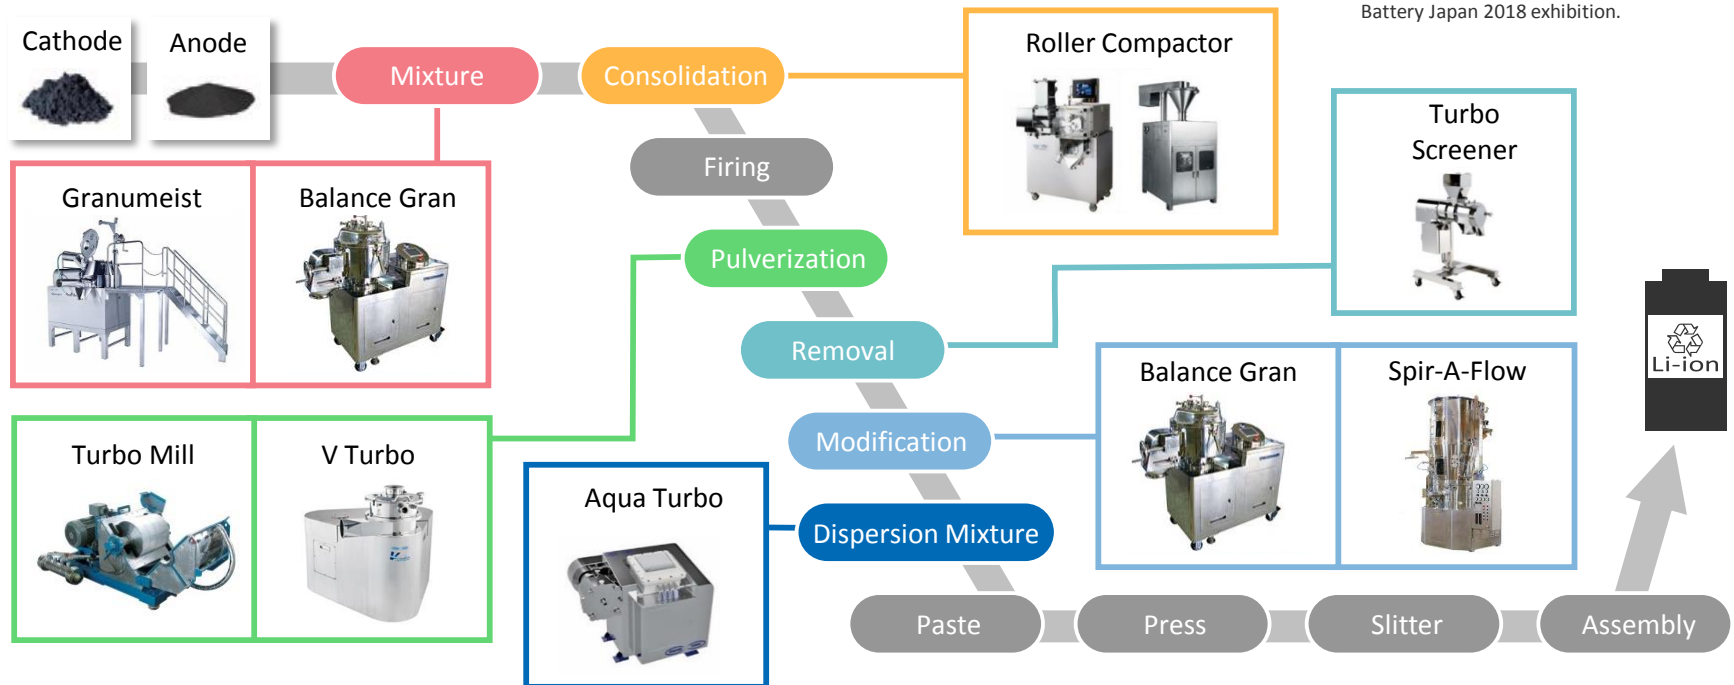 Battery Japan 2018 exhibition.
Cathode
Anode
Mixture
Consolidation
Roller Compactor
Turbo
Screener
Firing
Granumeist
Balance Gran
Pulverization
Removal
Li-ion
Balance Gran
Spir-A-Flow
Modification
Turbo Mill
V Turbo
Aqua Turbo
Dispersion Mixture
Paste
Press
Slitter
Assembly